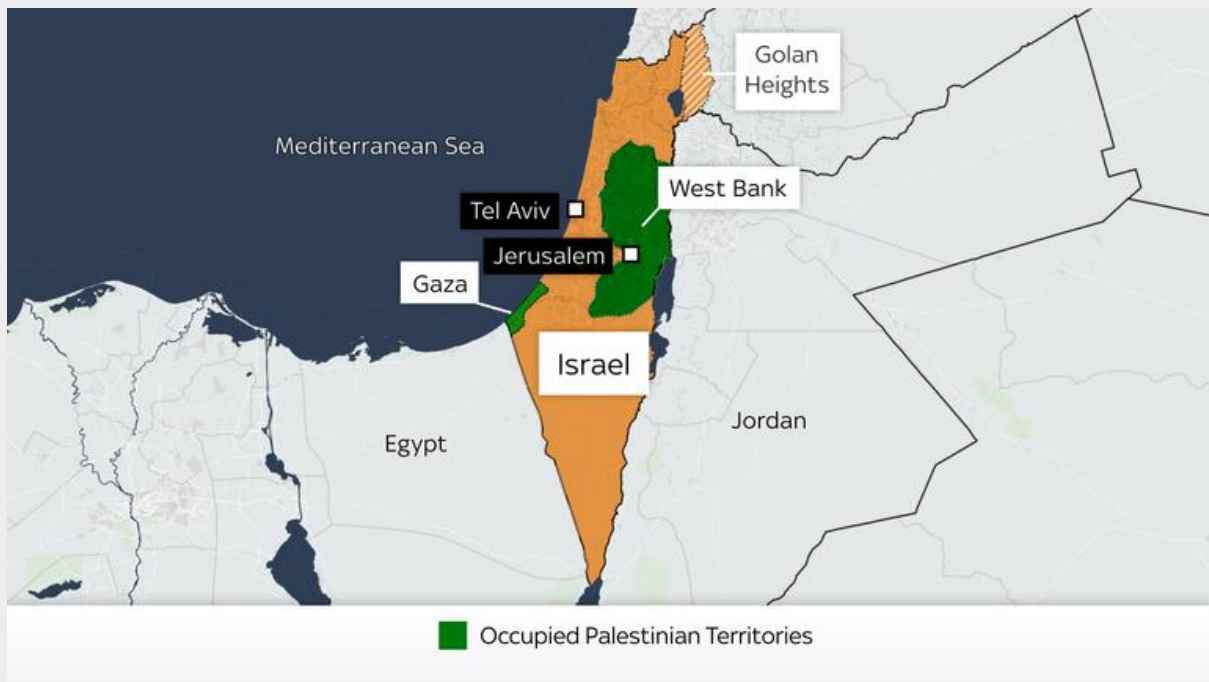 Golan
Heights
Mediterranean Sea
West Bank
Tel Aviv
Jerusalem
Gaza
Israel
Jordan
Egypt
Occupied Palestinian Territories